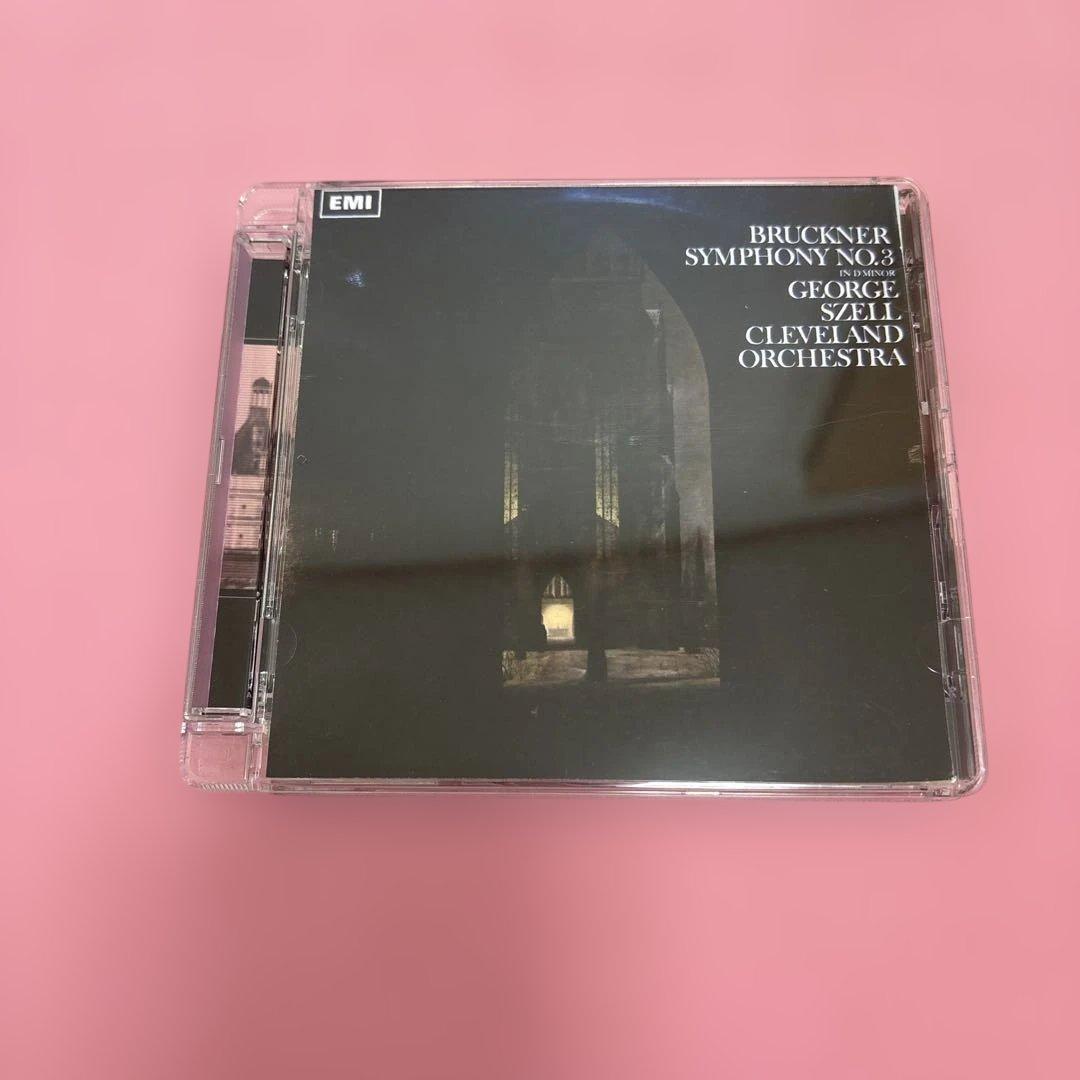 EMI
BRUCKNER
SYMPHONY NO.3
IN D MINOR
GEORGE
SZELL
CLEVELAND
ORCHESTRA